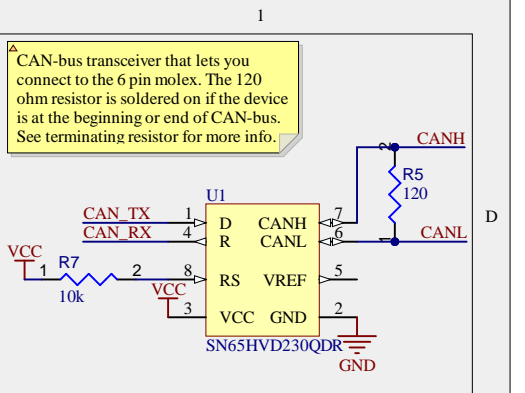 1
CAN-bus transceiver that lets you
connect to the 6 pin molex. The 120
ohm resistor is soldered on if the device
is at the beginning or end of CAN-bus.
See terminating resistor for more info.
CANH
2
R5
120
1
CANL
D
U1
CAN_TX 1 D CANH 7
CAN_RX 4 R CANL 6
VCC
1 R7 2 8 RS VREF 5
10k
VCC
3 VCC GND 2
SN65HVD230QDR
GND